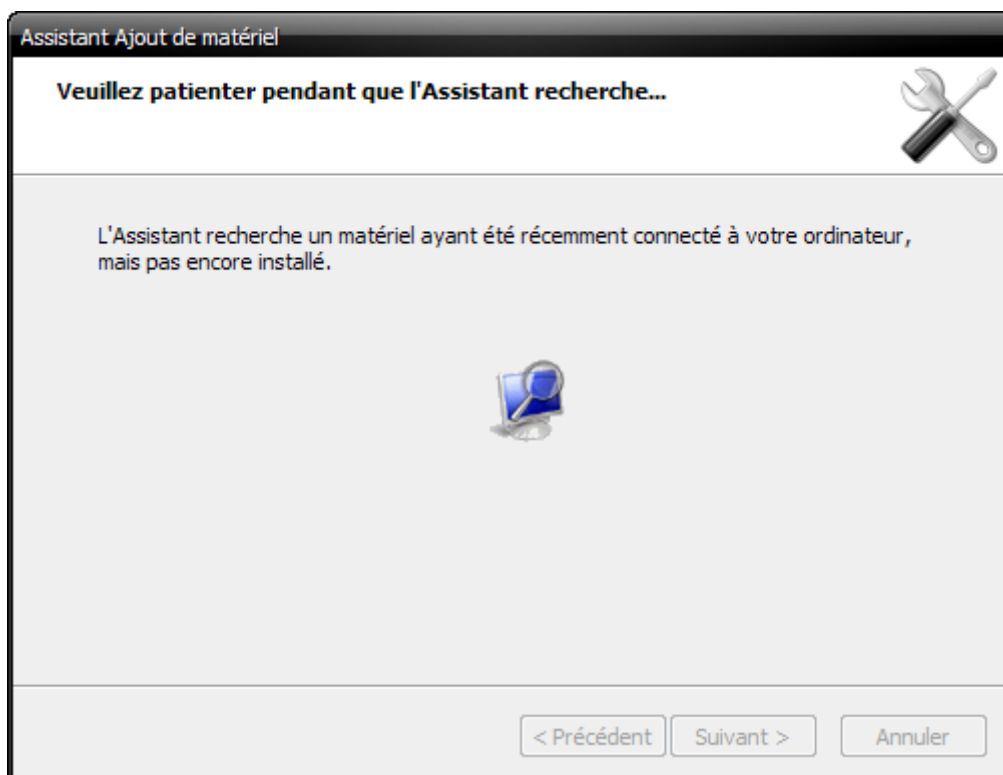 Assistant Ajout de matériel
Veuillez patienter pendant que l'Assistant recherche...
L'Assistant recherche un matériel ayant été récemment connecté à votre ordinateur,
mais pas encore installé.
< Précédent
Suivant >
Annuler